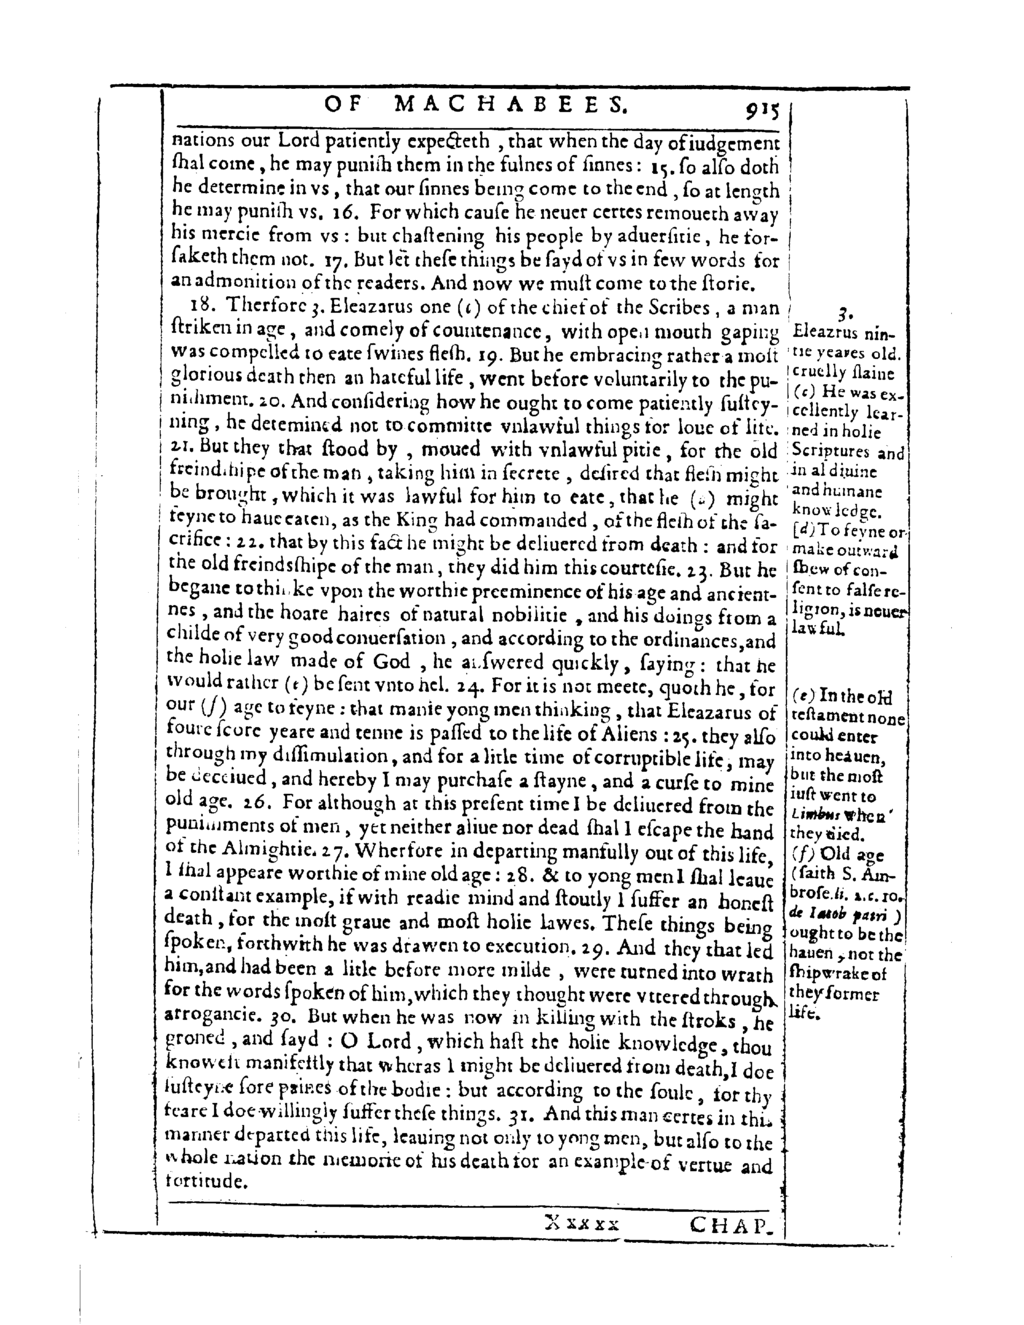 OF MACHABEES. 915
nations our Lord patiently expecteth , that when the day of iudgement
ſhal come , he may puniſh them in the fulnes of ſinnes : 15. ſo alſo doth
he determine in vs , that our ſinnes being come to the end , ſo at length
he may puniſh vs. 16. For which cauſe he neuer certes remoueth away
his mercie from vs : but chaſtening his people by aduerſitie , he for-
ſaketh them not. 17. But let theſe things be ſayd of vs in few words for
an admonition of the readers. And now we muſt come to the ſtorie.
18. Therfore 3. Eleazarus one (c) of the chief of the Scribes , a man
ſtriken in age , and comely of countenance , with open mouth gaping
was compelled to eate ſwines fleſh. 19. But he embracing rather a moſt
glorious death then an hateful life , went before voluntarily to the pu-
niſhment. 20. And conſidering how he ought to come patiently ſuſtey-
ning , he detemined not to committe vnlawful things for loue of life.
21. But they that ſtood by , moued with vnlawful pitie , for the old
freindſhipe of the man , taking him in ſecrete , deſired that fleſh might
be brought , which it was lawful for him to eate , that he (d) might
feyne to haue eaten , as the King had commanded , of the fleſh of the ſa-
crifice : 22. that by this fact he might be deliuered from death : and for
the old freindsſhipe of the man , they did him this courteſie. 23. But he
begane to thinke vpon the worthie preeminence of his age and ancient-
nes , and the hoare haires of natural nobilitie , and his doings from a
childe of very good conuerſation , and according to the ordinances, and
the holie law made of God , he anſwered quickly , ſaying : that he
would rather (e) be ſent vnto hel. 24. For it is not meete, quoth he , for
our (f) age to feyne : that manie yong men thinking , that Eleazarus of
foure ſcore yeare and tenne is paſſed to the life of Aliens : 25. they alſo
through my diſſimulation , and for a litle time of corruptible life , may
be deceiued , and hereby I may purchaſe a ſtayne , and a curſe to mine
old age. 26. For although at this preſent time I be deliuered from the
puniſhments of men , yet neither aliue nor dead ſhal I eſcape the hand
of the Almightie. 27. Wherfore in departing manfully out of this life,
I ſhal appeare worthie of mine old age : 28. & to yong men I ſhal leaue
a conſtant example, if with readie mind and ſtoutly I ſuffer an honeſt
death , for the moſt graue and moſt holie lawes. Theſe things being
ſpoken, forthwith he was drawen to execution. 29. And they that led
him, and had been a litle before more milde , were turned into wrath
for the words ſpoken of him, which they thought were vttered through
arrogancie. 30. But when he was now in killing with the ſtroks , he
groned , and ſayd : O Lord , which haſt the holie knowledge , thou
knoweſt manifeſtly that wheras I might be deliuered from death, I doe
ſuſteyne ſore paines of the bodie : but according to the ſoule , for thy
feare I doe willingly ſuffer theſe things. 31. And this man certes in this
manner departed this life, leauing not only to yong men, but alſo to the
whole nation the memorie of his death for an example of vertue and
fortitude.
3.
Eleazrus nin-
tie yeares old.
cruelly ſlaine
(c) He was ex-
cellently lear-
ned in holie
Scriptures and
in al diuine
and humane
knowledge.
(d) To feyne or
make outward
ſhew of con-
ſent to falſe re-
ligion, is neuer
lawful.
(e) In the old
teſtament none
could enter
into heauen,
but the moſt
iuſt went to
Limbus when
they died.
(f) Old age
(ſaith S. Am-
broſe. li. 2. c. 10.
de Iacob patri )
ought to be the
hauen , not the
ſhipwrake of
they former
life.
Xxxxx CHAP.